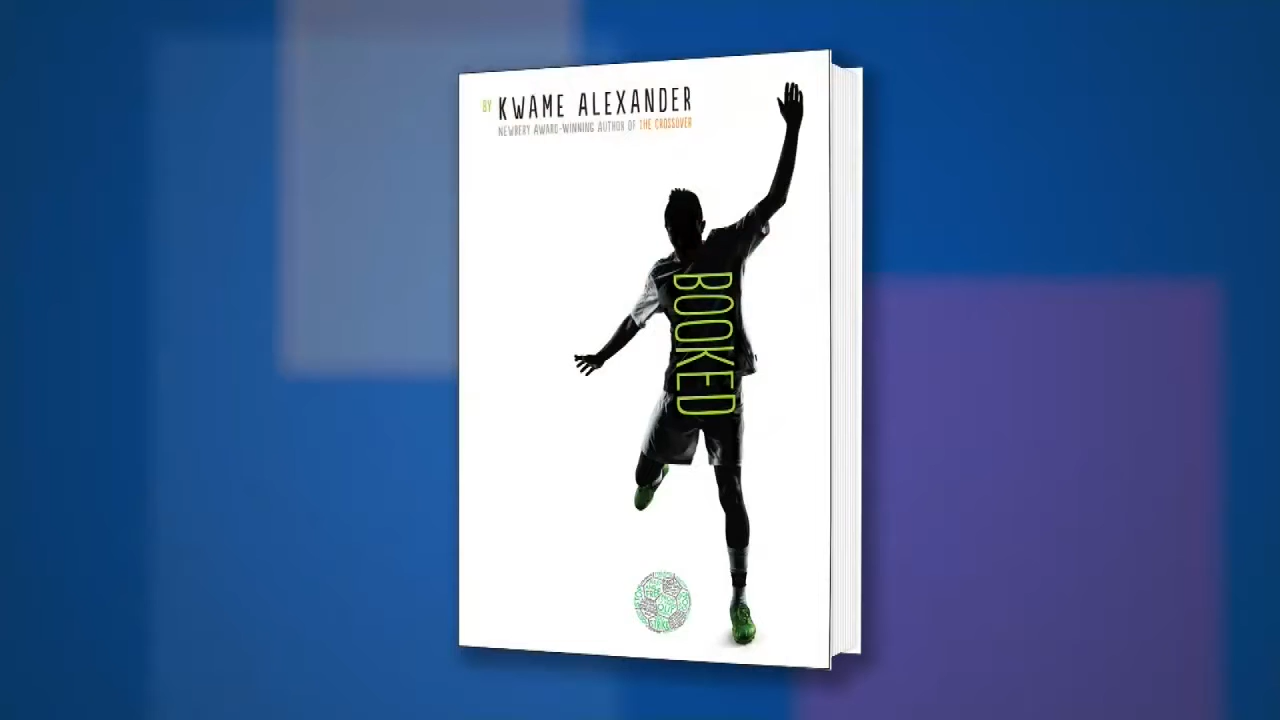 BY KWAME ALEXANDER
NEWBERY AWARD-WINNING AUTHOR OF THE CROSSOVER
BOOKED